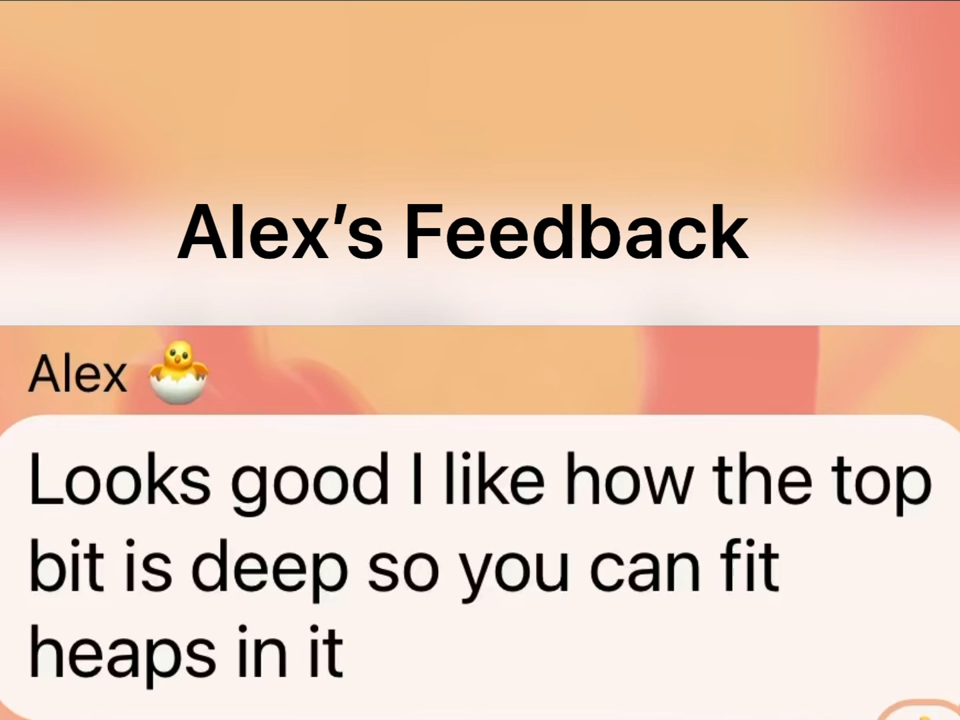 Alex’s Feedback
Alex 🐣
Looks good I like how the top
bit is deep so you can fit
heaps in it